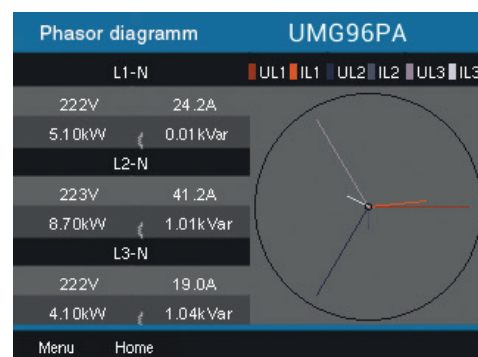 Phasor diagramm UMG96PA
L1-N UL1 IL1 UL2 IL2 UL3 IL3
222V 24.2A
5.10kW 0.01kVar
L2-N
223V 41.2A
8.70kW 1.01kVar
L3-N
222V 19.0A
4.10kW 1.04kVar
Menu Home